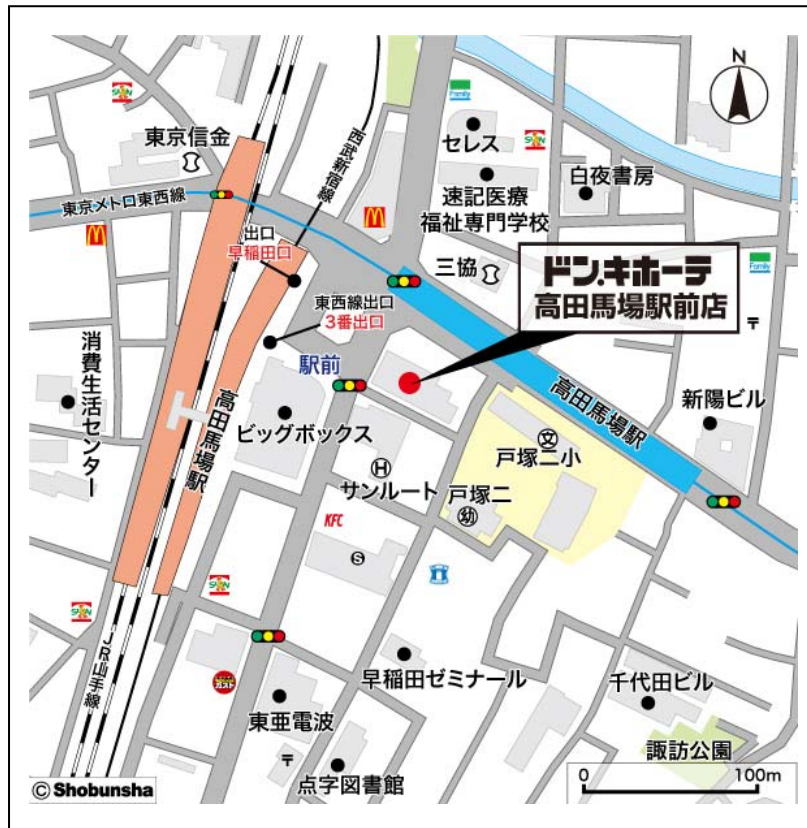 N
東京信金
西武新宿線
セレス
速記医療
福祉専門学校
白夜書房
Family
東京メトロ東西線
出口
早稲田口
三協
ドン.キホーテ
高田馬場駅前店
Family
東西線出口
3番出口
駅前
消費生活センター
高田馬場駅
ビッグボックス
高田馬場駅
新陽ビル
文
戸塚二小
H
サンルート
戸塚二
幼
KFC
S
JR山手線
ガスト
早稲田ゼミナール
千代田ビル
東亜電波
諏訪公園
点字図書館
0 100m
© Shobunsha